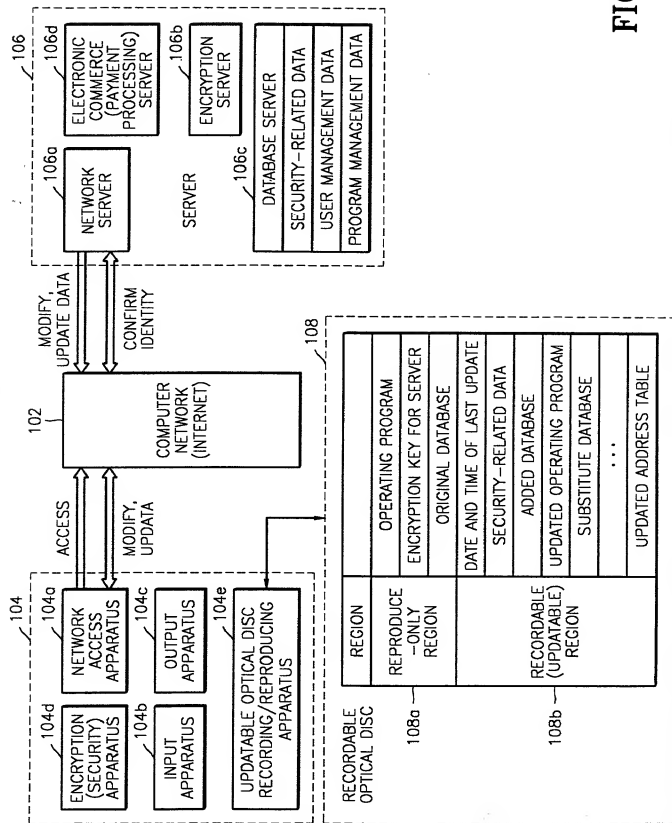 FIG
104
104d
ENCRYPTION
(SECURITY)
APPARATUS
104a
NETWORK
ACCESS
APPARATUS
104b
INPUT
APPARATUS
104c
OUTPUT
APPARATUS
104e
UPDATABLE OPTICAL DISC
RECORDING/REPRODUCING
APPARATUS
ACCESS
MODIFY,
UPDATA
102
COMPUTER
NETWORK
(INTERNET)
MODIFY,
UPDATE DATA
CONFIRM
IDENTITY
106
106a
NETWORK
SERVER
106d
ELECTRONIC
COMMERCE
(PAYMENT
PROCESSING)
SERVER
SERVER
106b
ENCRYPTION
SERVER
106c
DATABASE SERVER
SECURITY-RELATED DATA
USER MANAGEMENT DATA
PROGRAM MANAGEMENT DATA
108
RECORDABLE
OPTICAL DISC
REGION
108a
REPRODUCE
-ONLY
REGION
OPERATING PROGRAM
ENCRYPTION KEY FOR SERVER
ORIGINAL DATABASE
108b
RECORDABLE
(UPDATABLE)
REGION
DATE AND TIME OF LAST UPDATE
SECURITY-RELATED DATA
ADDED DATABASE
UPDATED OPERATING PROGRAM
SUBSTITUTE DATABASE
...
UPDATED ADDRESS TABLE